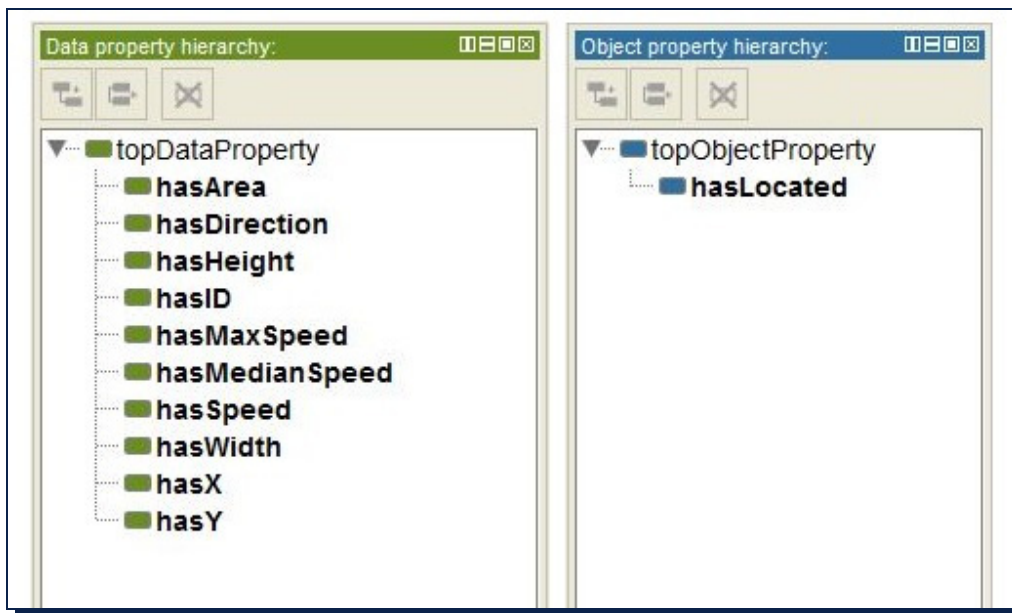 Data property hierarchy:
topDataProperty
hasArea
hasDirection
hasHeight
hasID
hasMaxSpeed
hasMedianSpeed
hasSpeed
hasWidth
hasX
hasY
Object property hierarchy:
topObjectProperty
hasLocated